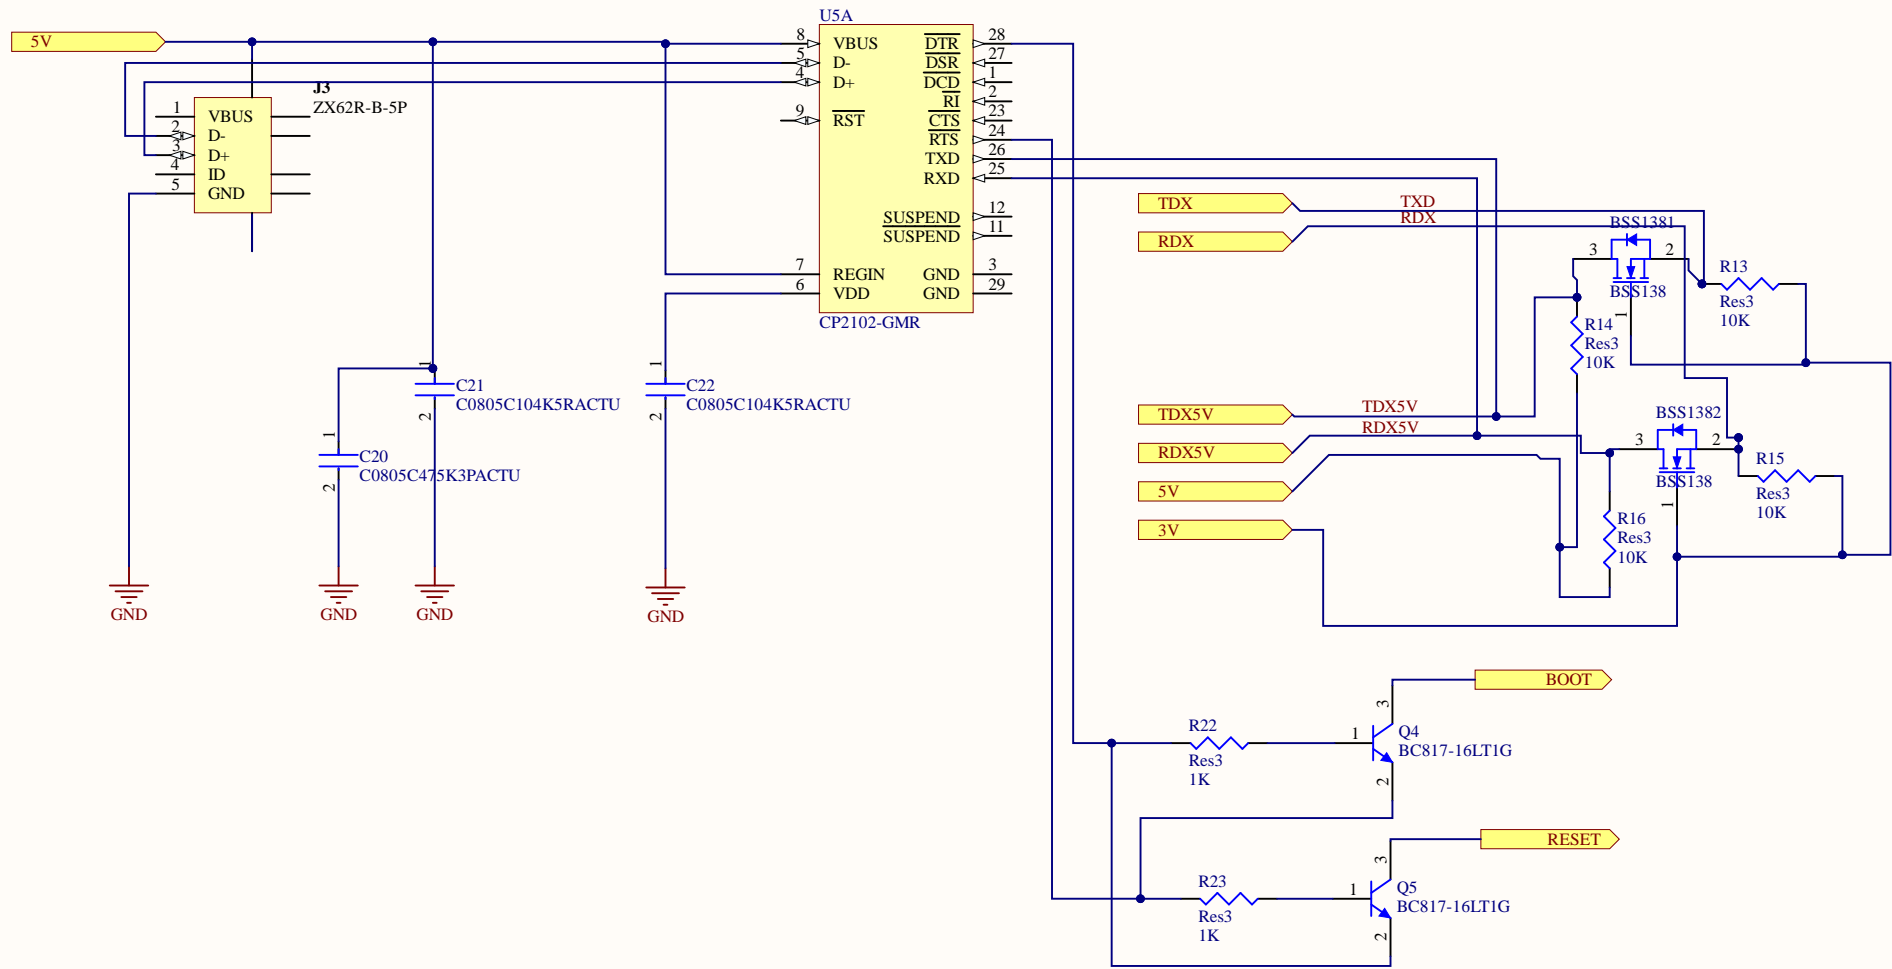 5V
J3
ZX62R-B-5P
1 VBUS
2 D-
3 D+
4 ID
5 GND
U5A
8 VBUS
5 D-
4 D+
9 RST
7 REGIN
6 VDD
DTR 28
DSR 27
DCD 1
RI 2
CTS 23
RTS 24
TXD 26
RXD 25
SUSPEND 12
SUSPEND 11
GND 3
GND 29
CP2102-GMR
1
C21
C0805C104K5RACTU
2
1
C22
C0805C104K5RACTU
2
1
C20
C0805C475K3PACTU
2
GND
GND
GND
GND
TDX
TXD
RDX
RDX
BSS1381
3
2
BSS138
1
R13
Res3
10K
R14
Res3
10K
TDX5V
TDX5V
RDX5V
RDX5V
5V
3V
BSS1382
3
2
BSS138
1
R15
Res3
10K
R16
Res3
10K
BOOT
3
R22
Res3
1K
1
Q4
BC817-16LT1G
2
RESET
3
R23
Res3
1K
1
Q5
BC817-16LT1G
2